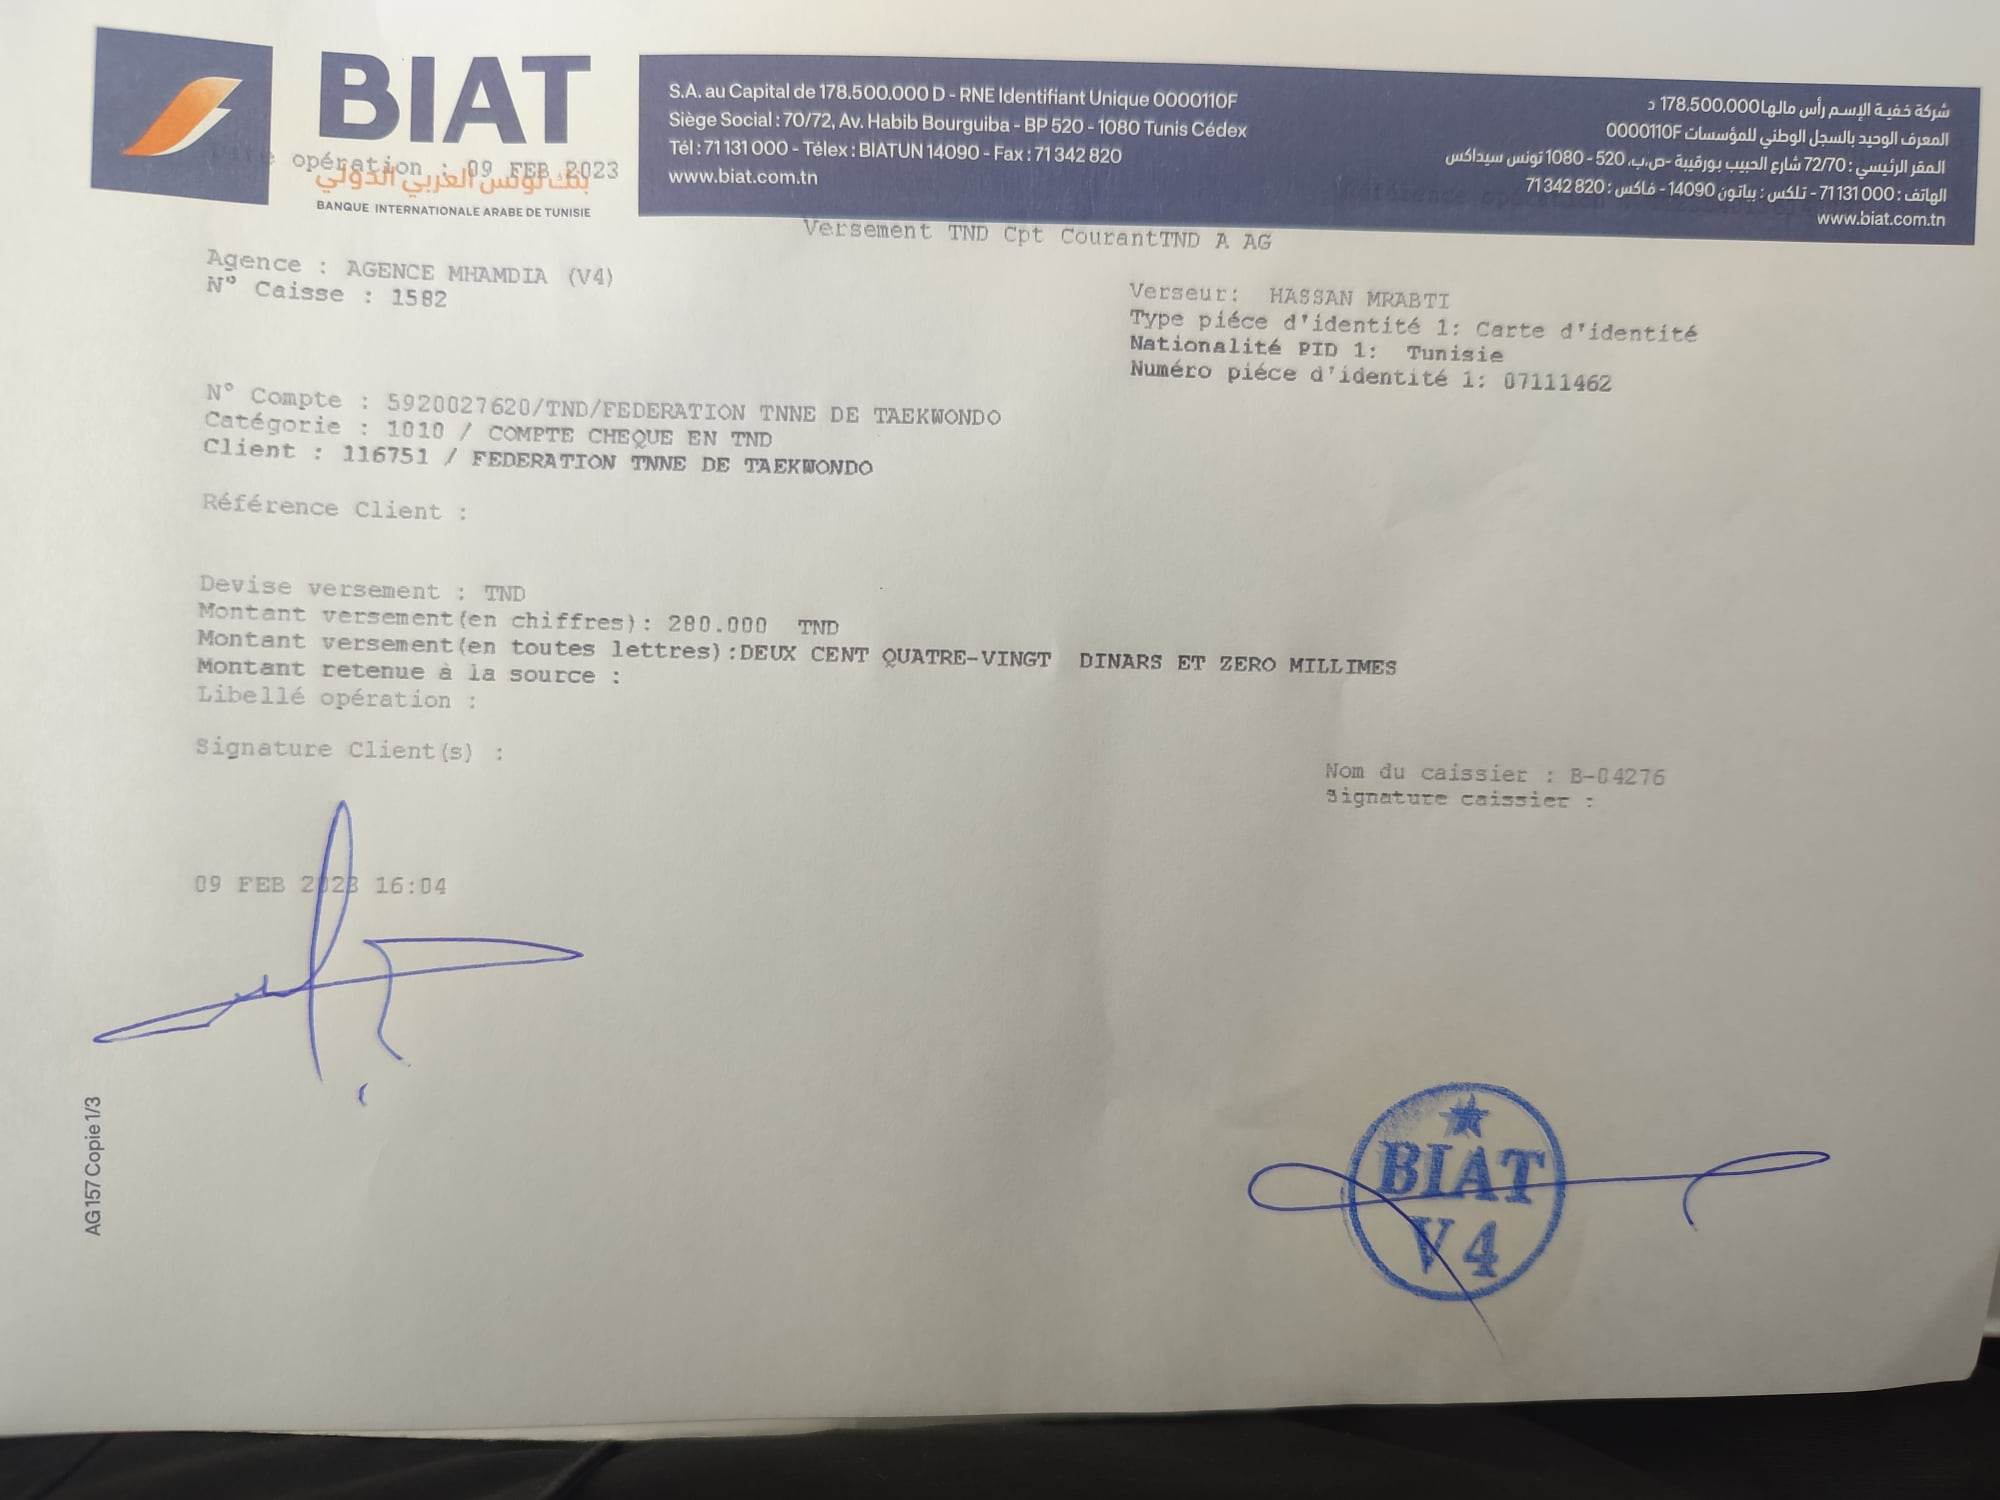 BIAT
بنك تونس العربي الدولي
BANQUE INTERNATIONALE ARABE DE TUNISIE
S.A. au Capital de 178.500.000 D - RNE Identifiant Unique 0000110F
Siège Social : 70/72, Av. Habib Bourguiba - BP 520 - 1080 Tunis Cédex
Tél : 71 131 000 - Télex : BIATUN 14090 - Fax : 71 342 820
www.biat.com.tn
شركة خفية الإسم رأس مالها 178.500.000 د
المعرف الوحيد بالسجل الوطني للمؤسسات 0000110F
المقر الرئيسي : 72/70 شارع الحبيب بورقيبة -ص.ب. 520 - 1080 تونس سيداكس
الهاتف : 71 131 000 - تلكس : بياتون 14090 - فاكس : 71 342 820
www.biat.com.tn
opération : 09 FEB 2023
Versement TND Cpt CourantTND A AG
Agence : AGENCE MHAMDIA (V4)
N° Caisse : 1582
Verseur: HASSAN MRABTI
Type piéce d'identité 1: Carte d'identité
Nationalité PID 1: Tunisie
Numéro piéce d'identité 1: 07111462
N° Compte : 5920027620/TND/FEDERATION TNNE DE TAEKWONDO
Catégorie : 1010 / COMPTE CHEQUE EN TND
Client : 116751 / FEDERATION TNNE DE TAEKWONDO
Référence Client :
Devise versement : TND
Montant versement(en chiffres): 280.000 TND
Montant versement(en toutes lettres):DEUX CENT QUATRE-VINGT DINARS ET ZERO MILLIMES
Montant retenue à la source :
Libellé opération :
Signature Client(s) :
Nom du caissier : B-04276
Signature caissier :
09 FEB 2023 16:04
AG 157 Copie 1/3
BIAT
V4